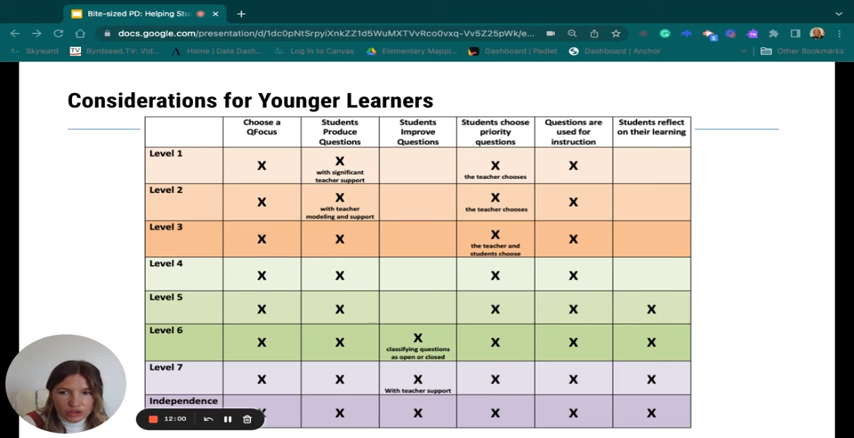 Bite-sized PD: Helping Stu
docs.google.com/presentation/d/1dc0pNtSrpyiXnkZZ1d5WuMXTVvRco0vxq-Vv5Z25pWk/e...
Skyward
Byrdseed.TV: Vid...
Home | Data Dash...
Log In to Canvas
Elementary Mappi...
Dashboard | Padlet
Dashboard | Anchor
Other Bookmarks
Considerations for Younger Learners
Choose a QFocus
Students Produce Questions
Students Improve Questions
Students choose priority questions
Questions are used for instruction
Students reflect on their learning
Level 1
X
X
with significant
teacher support
X
the teacher chooses
X
Level 2
X
X
with teacher
modeling and support
X
the teacher chooses
X
Level 3
X
X
X
the teacher and
students choose
X
Level 4
X
X
X
X
Level 5
X
X
X
X
X
Level 6
X
X
X
classifying questions
as open or closed
X
X
X
Level 7
X
X
X
With teacher support
X
X
X
Independence
X
X
X
X
X
12:00